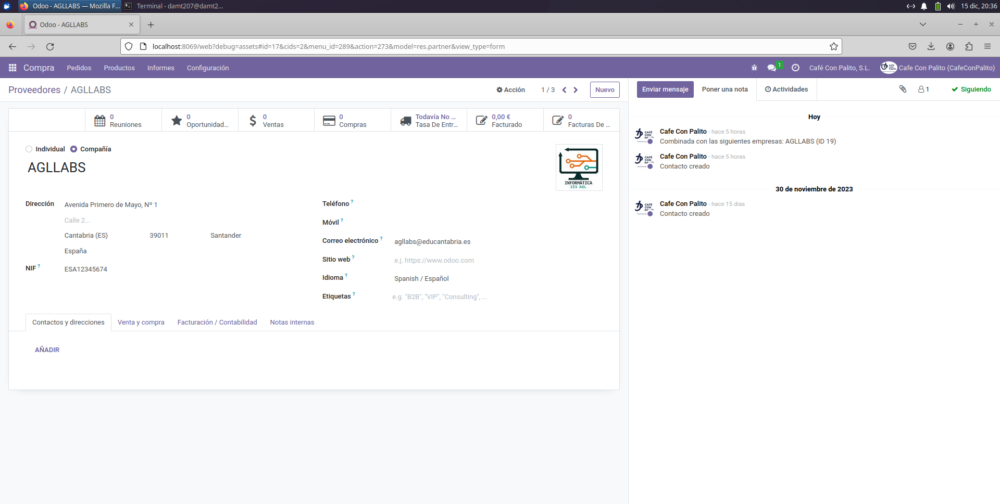 Odoo - AGLLABS — Mozilla F...
Terminal - damt207@damt2...
15 dic, 20:36
Odoo - AGLLABS
localhost:8069/web?debug=assets#id=17&cids=2&menu_id=289&action=273&model=res.partner&view_type=form
Compra Pedidos Productos Informes Configuración
1
Café Con Palito, S.L.
Cafe Con Palito (CafeConPalito)
Proveedores / AGLLABS
Acción
1 / 3
Nuevo
Enviar mensaje
Poner una nota
Actividades
1
Siguiendo
0
Reuniones
0
Oportunidad...
0
Ventas
0
Compras
Todavía No ...
Tasa De Entr...
0,00 €
Facturado
0
Facturas De ...
Individual Compañía
AGLLABS
INFORMÁTICA
IES AGL
Dirección
Avenida Primero de Mayo, Nº 1
Calle 2...
Cantabria (ES) 39011 Santander
España
NIF ?
ESA12345674
Teléfono ?
Móvil ?
Correo electrónico ?
agllabs@educantabria.es
Sitio web ?
e.j. https://www.odoo.com
Idioma ?
Spanish / Español
Etiquetas ?
e.g. "B2B", "VIP", "Consulting", ...
Contactos y direcciones
Venta y compra
Facturación / Contabilidad
Notas internas
AÑADIR
Hoy
Cafe Con Palito - hace 5 horas
Combinada con las siguientes empresas: AGLLABS (ID 19)
Cafe Con Palito - hace 5 horas
Contacto creado
30 de noviembre de 2023
Cafe Con Palito - hace 15 días
Contacto creado